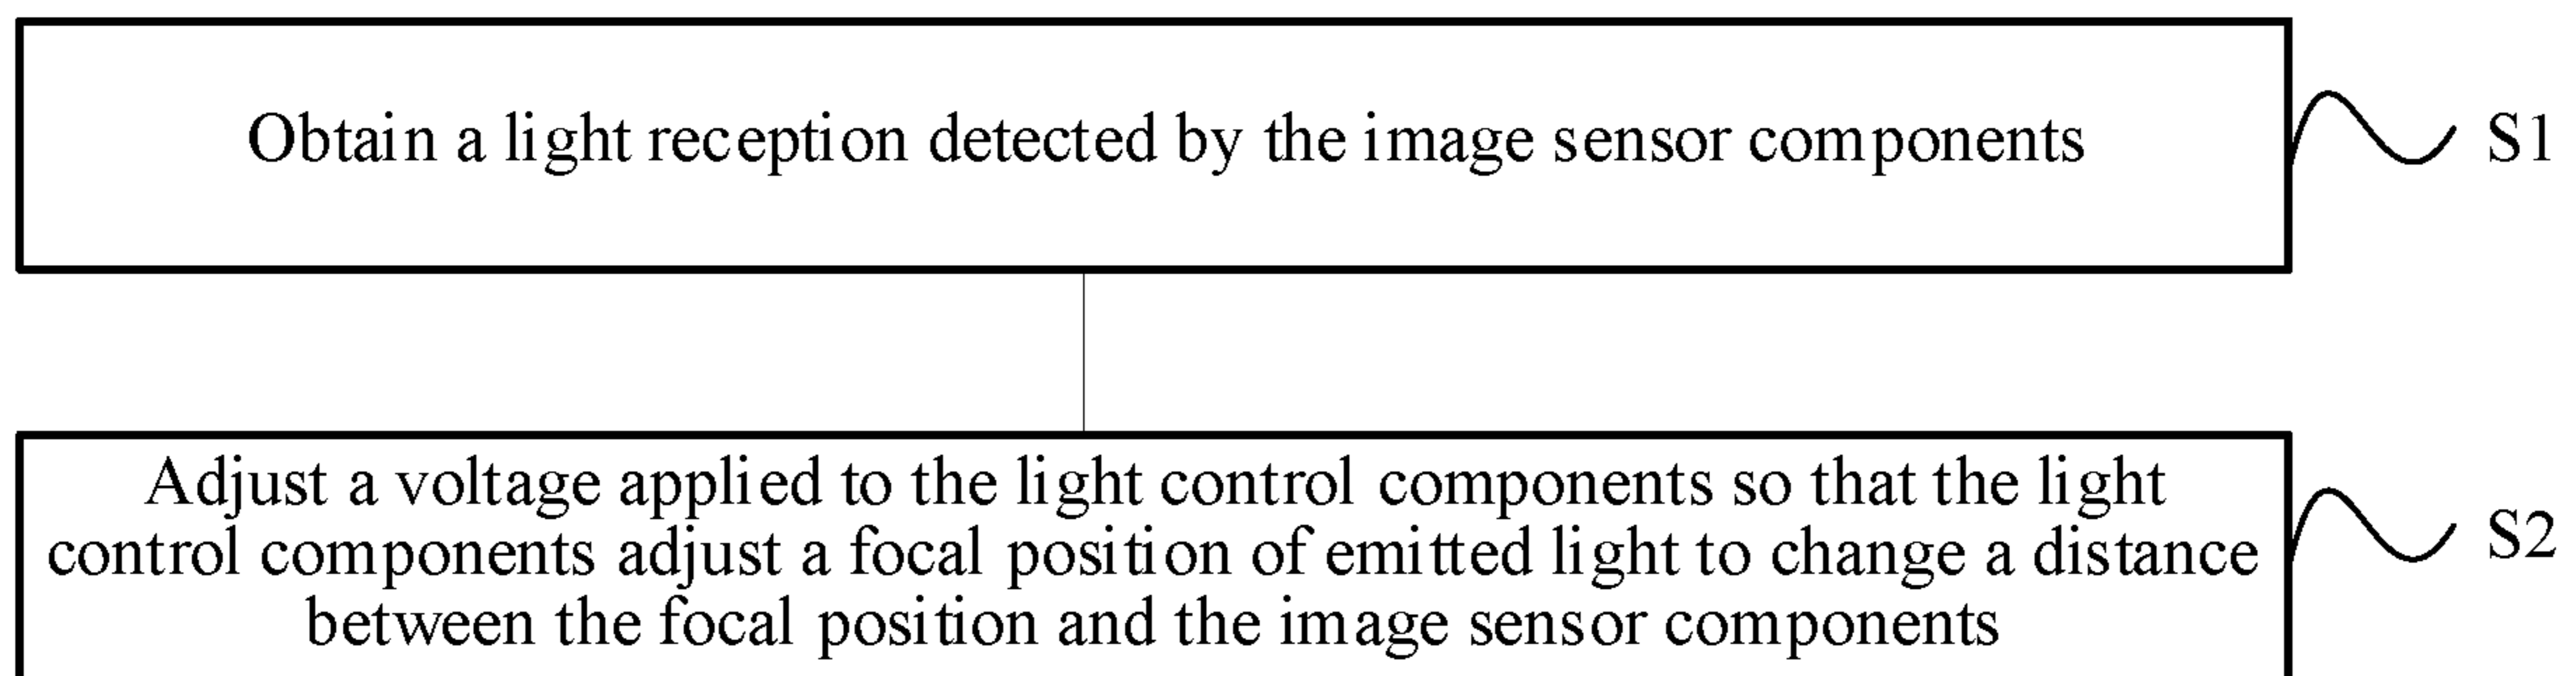 Obtain a light reception detected by the image sensor components
S1
Adjust a voltage applied to the light control components so that the light
control components adjust a focal position of emitted light to change a distance
between the focal position and the image sensor components
S2